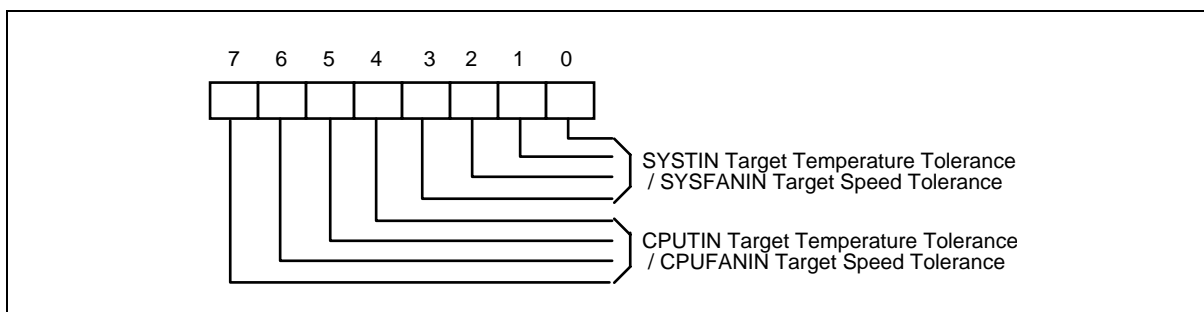 7 6 5 4 3 2 1 0
SYSTIN Target Temperature Tolerance
/ SYSFANIN Target Speed Tolerance
CPUTIN Target Temperature Tolerance
/ CPUFANIN Target Speed Tolerance